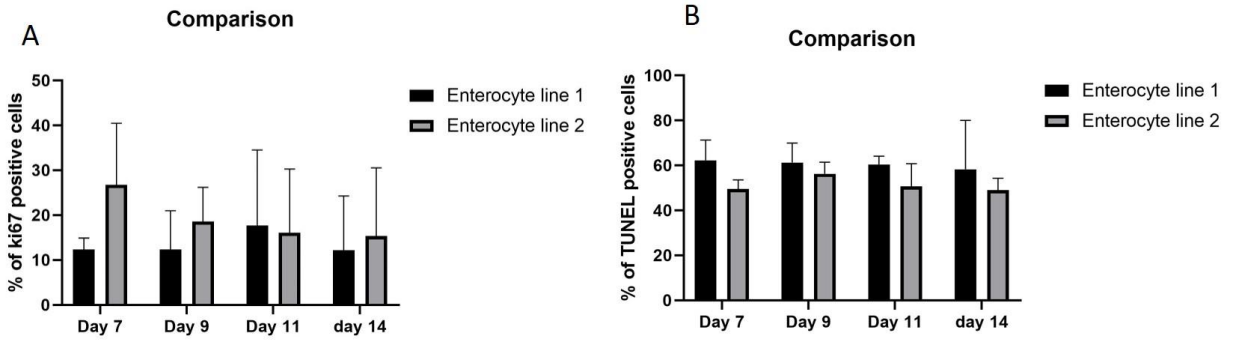 A
Comparison
% of ki67 positive cells
50
40
30
20
10
0
Day 7
Day 9
Day 11
day 14
Enterocyte line 1
Enterocyte line 2
B
Comparison
% of TUNEL positive cells
100
80
60
40
20
0
Day 7
Day 9
Day 11
day 14
Enterocyte line 1
Enterocyte line 2